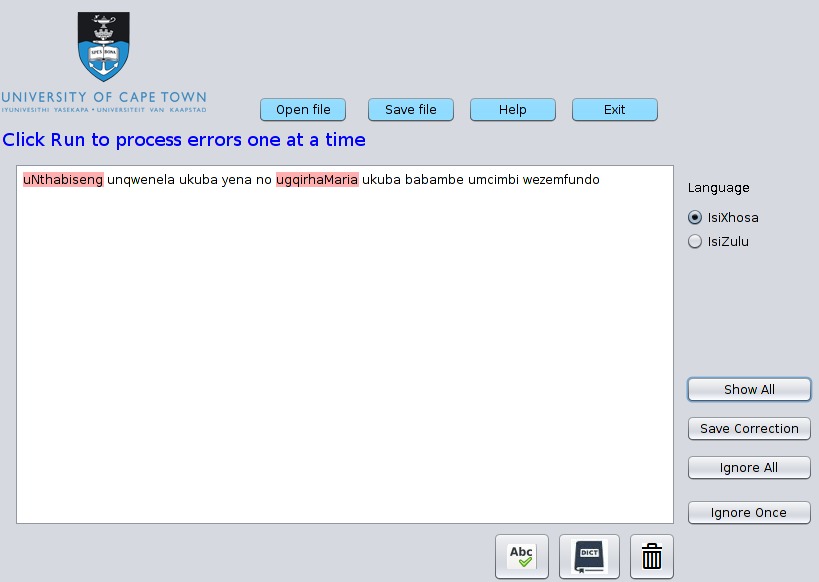 UNIVERSITY OF CAPE TOWN
IYUNIVESITHI YASEKAPA • UNIVERSITEIT VAN KAAPSTAD
Open file Save file Help Exit
Click Run to process errors one at a time
uNthabiseng unqwenela ukuba yena no ugqirhaMaria ukuba babambe umcimbi wezemfundo
Language
IsiXhosa
IsiZulu
Show All
Save Correction
Ignore All
Ignore Once
Abc DICT